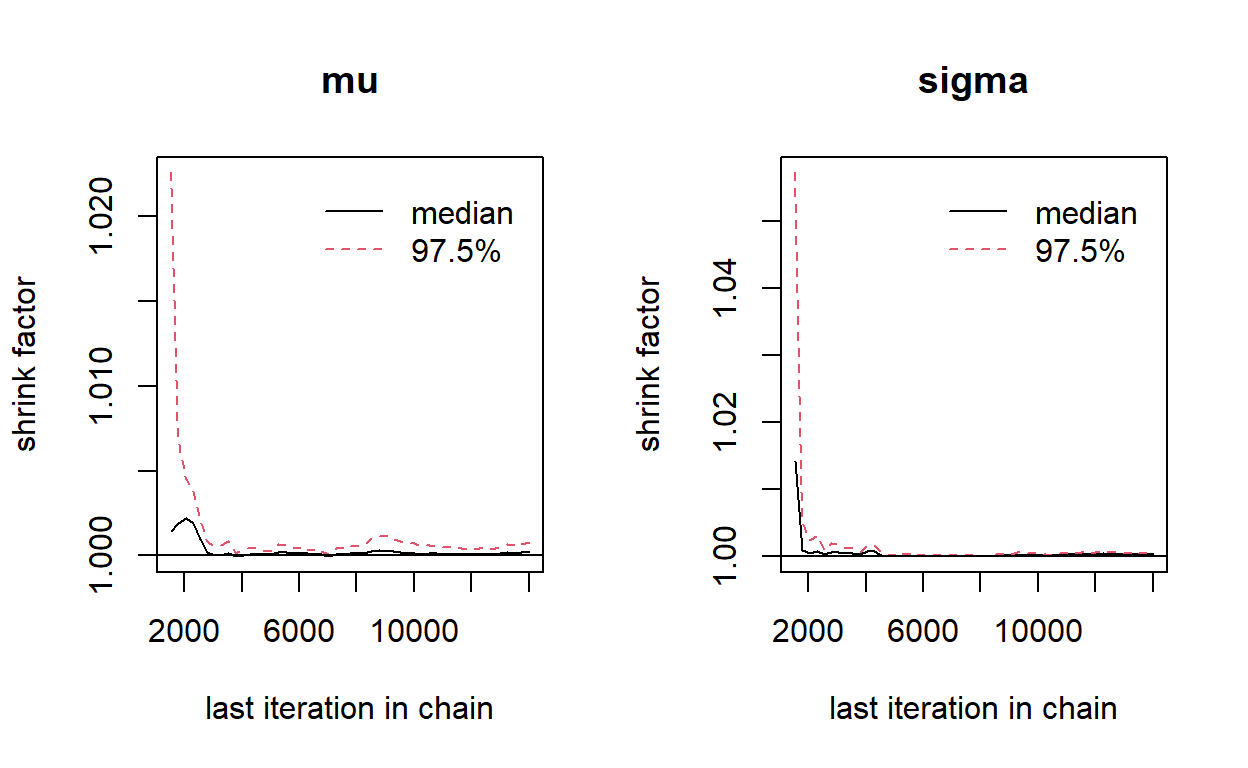 mu
shrink factor
1.020
1.010
1.000
median
97.5%
2000 6000 10000
last iteration in chain
sigma
shrink factor
1.04
1.02
1.00
median
97.5%
2000 6000 10000
last iteration in chain